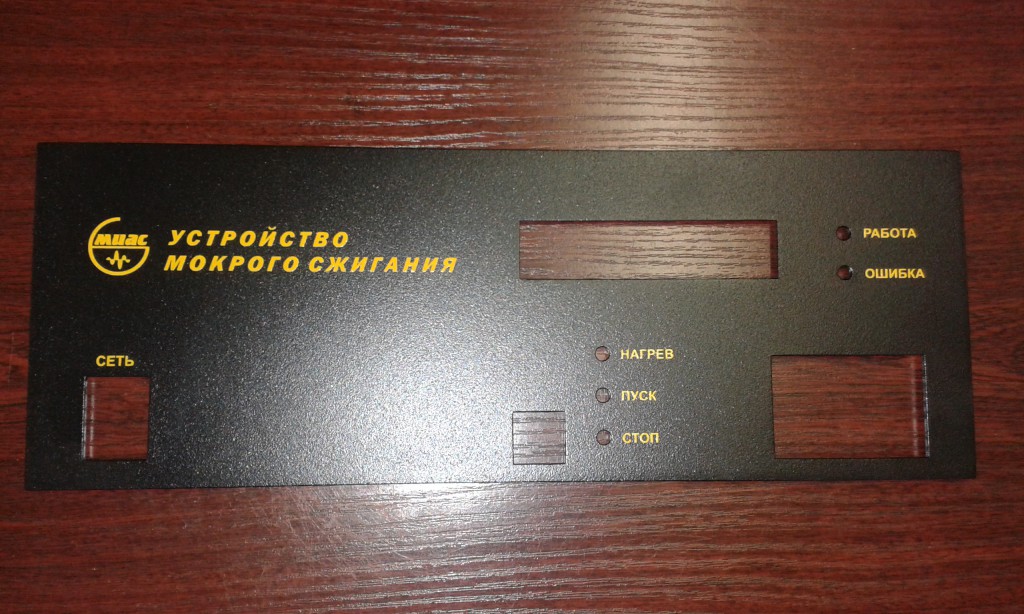 миас
УСТРОЙСТВО
МОКРОГО СЖИГАНИЯ
РАБОТА
ОШИБКА
СЕТЬ
НАГРЕВ
ПУСК
СТОП